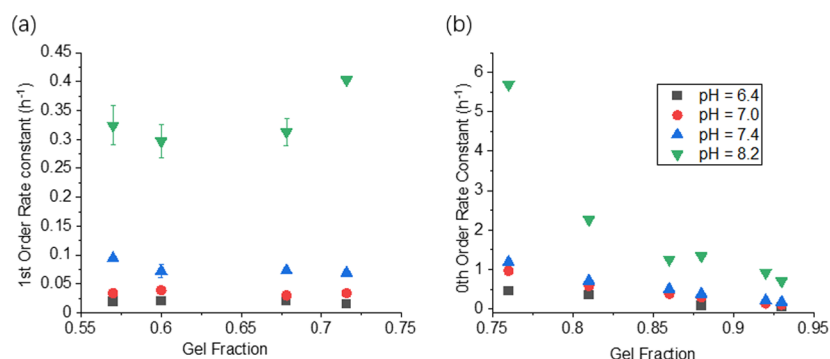 (a)
0.45
0.4
0.35
0.3
0.25
0.2
0.15
0.1
0.05
0
0.55
0.6
0.65
0.7
0.75
1st Order Rate constant (h⁻¹)
Gel Fraction
(b)
6
5
4
3
2
1
0
0.75
0.8
0.85
0.9
0.95
0th Order Rate Constant (h⁻¹)
Gel Fraction
pH = 6.4
pH = 7.0
pH = 7.4
pH = 8.2